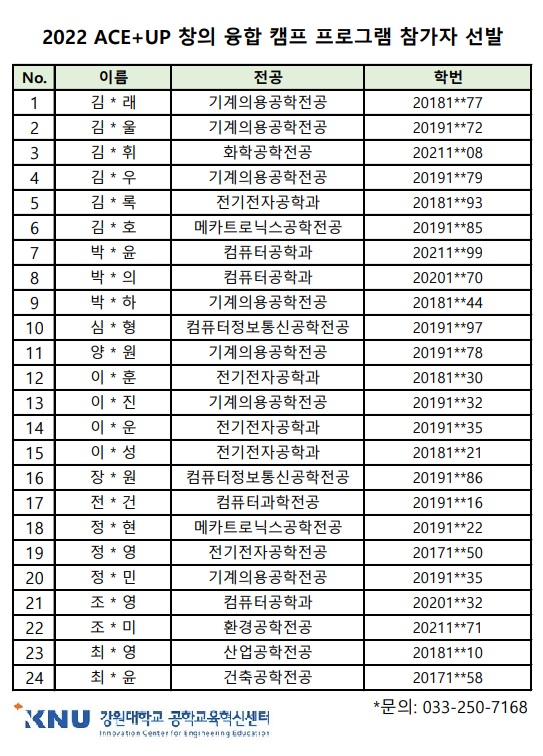 2022 ACE+UP 창의 융합 캠프 프로그램 참가자 선발
No. 이름 전공 학번
1 김 * 래 기계의용공학전공 20181**77
2 김 * 울 기계의용공학전공 20191**72
3 김 * 휘 화학공학전공 20211**08
4 김 * 우 기계의용공학전공 20191**79
5 김 * 록 전기전자공학과 20181**93
6 김 * 호 메카트로닉스공학전공 20191**85
7 박 * 윤 컴퓨터공학과 20211**99
8 박 * 의 컴퓨터공학과 20201**70
9 박 * 하 기계의용공학전공 20181**44
10 심 * 형 컴퓨터정보통신공학전공 20191**97
11 양 * 원 기계의용공학전공 20191**78
12 이 * 훈 전기전자공학과 20181**30
13 이 * 진 기계의용공학전공 20191**32
14 이 * 운 전기전자공학전공 20191**35
15 이 * 성 전기전자공학과 20181**21
16 장 * 원 컴퓨터정보통신공학전공 20191**86
17 전 * 건 컴퓨터과학전공 20191**16
18 정 * 현 메카트로닉스공학전공 20191**22
19 정 * 영 전기전자공학전공 20171**50
20 정 * 민 기계의용공학전공 20191**35
21 조 * 영 컴퓨터공학과 20201**32
22 조 * 미 환경공학전공 20211**71
23 최 * 영 산업공학전공 20181**10
24 최 * 윤 건축공학전공 20171**58
*문의: 033-250-7168
KNU 강원대학교 공학교육혁신센터
Innovation Center for Engineering Education